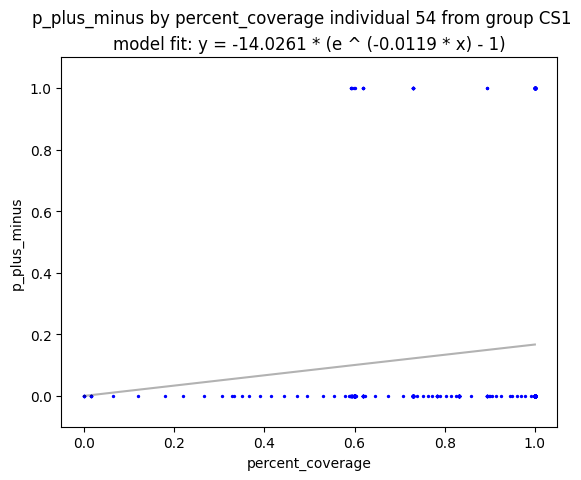 p_plus_minus by percent_coverage individual 54 from group CS1
model fit: y = -14.0261 * (e ^ (-0.0119 * x) - 1)
1.0
0.8
0.6
0.4
0.2
0.0
p_plus_minus
0.0 0.2 0.4 0.6 0.8 1.0
percent_coverage